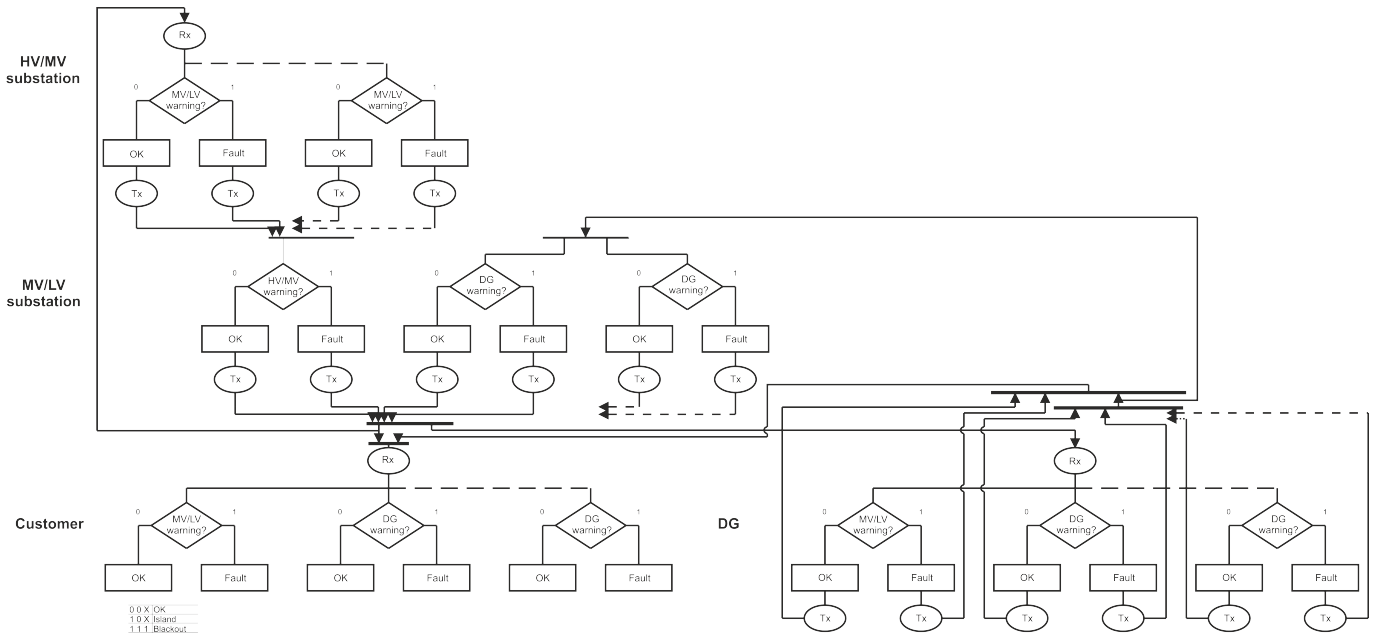 Rx
HV/MV
substation
0 MV/LV 1 0 MV/LV 1
warning? warning?
OK Fault OK Fault
Tx Tx Tx Tx
MV/LV
substation
0 HV/MV 1 0 DG 1 0 DG 1
warning? warning? warning?
OK Fault OK Fault OK Fault
Tx Tx Tx Tx Tx Tx
Rx Rx
Customer
0 MV/LV 1 0 DG 1 0 DG 1
warning? warning? warning?
OK Fault OK Fault OK Fault
DG
0 MV/LV 1 0 DG 1 0 DG 1
warning? warning? warning?
OK Fault OK Fault OK Fault
Tx Tx Tx Tx Tx Tx
0 0 X OK
1 0 X Island
1 1 1 Blackout